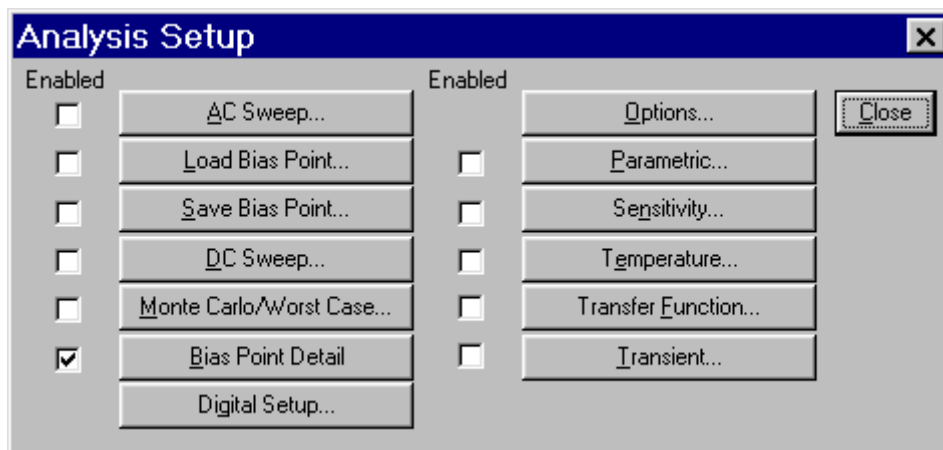 Analysis Setup
Enabled Enabled
AC Sweep... Options... Close
Load Bias Point... Parametric...
Save Bias Point... Sensitivity...
DC Sweep... Temperature...
Monte Carlo/Worst Case... Transfer Function...
Bias Point Detail Transient...
Digital Setup...